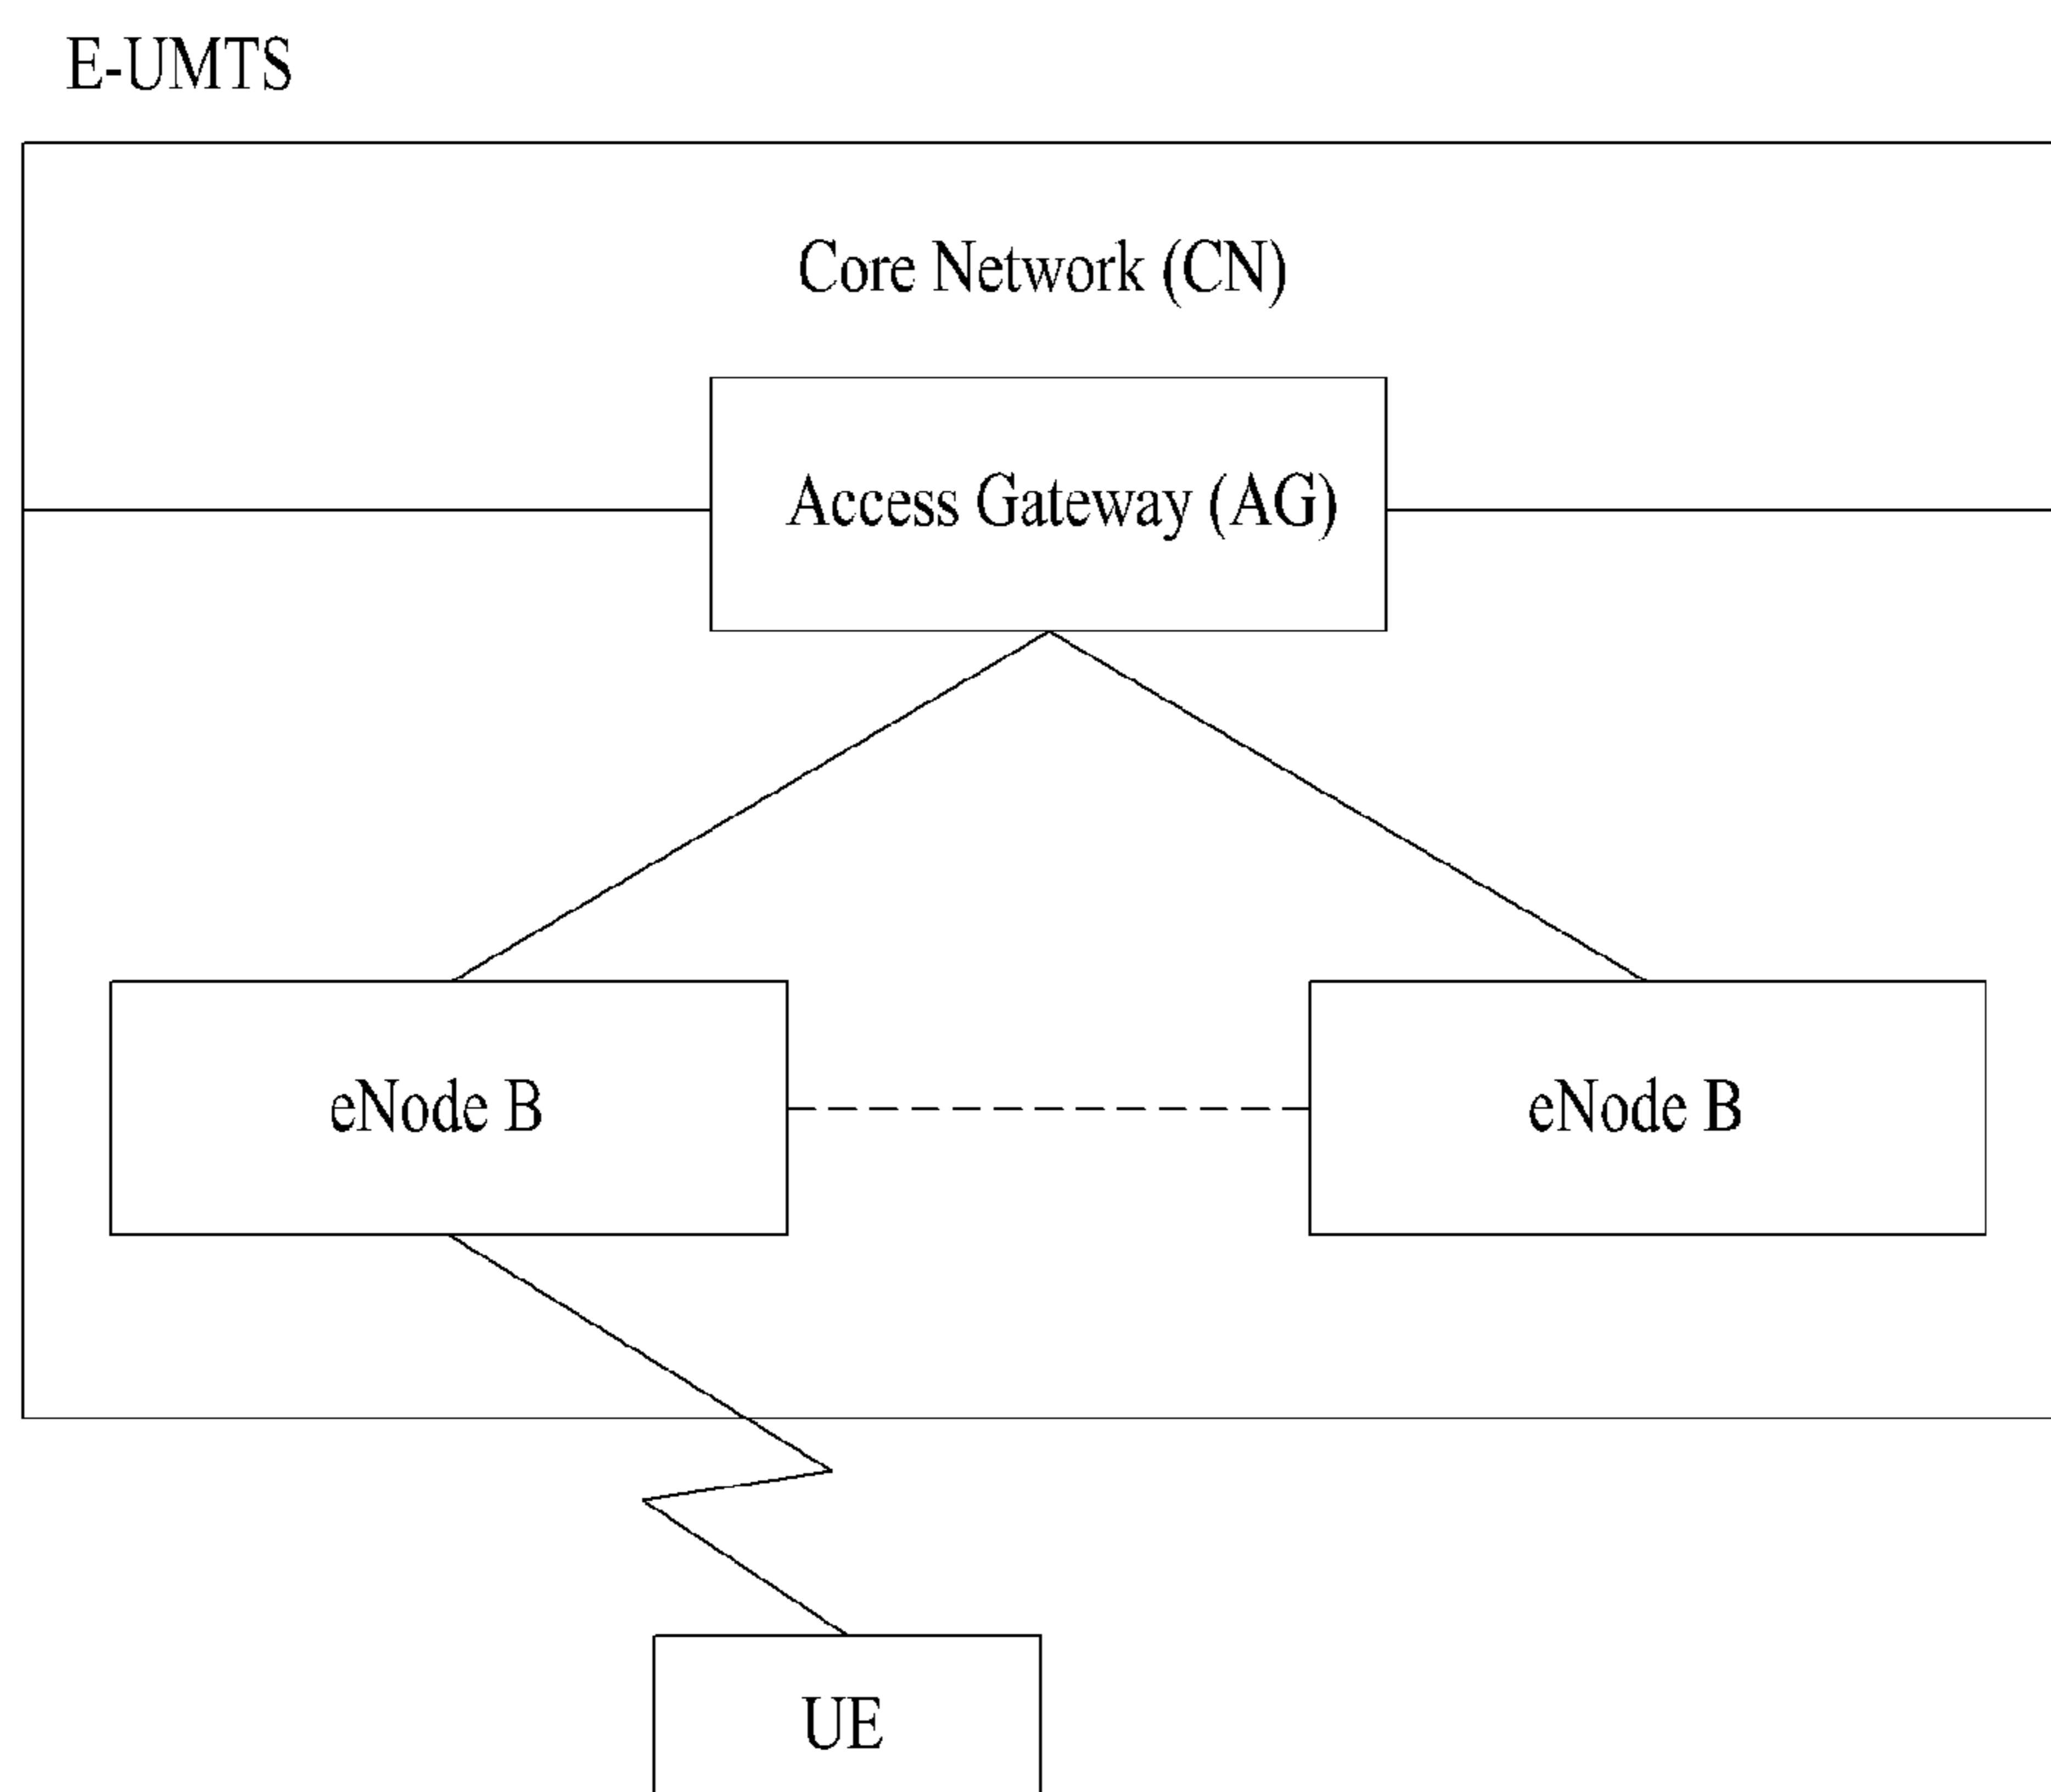 E-UMTS
Core Network (CN)
Access Gateway (AG)
eNode B
eNode B
UE